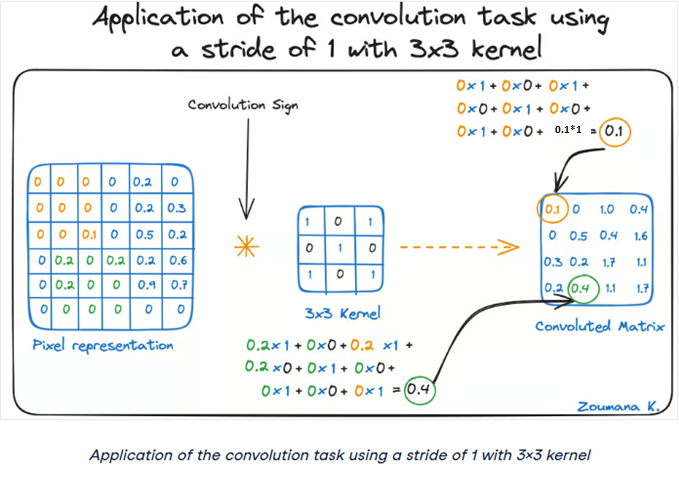 Application of the convolution task using
a stride of 1 with 3x3 kernel
Convolution Sign
0x1 + 0x0 + 0x1 +
0x0 + 0x1 + 0x0 +
0x1 + 0x0 + 0.1*1 = 0.1
0 0 0 0 0.2 0
0 0 0 0 0.2 0.3
0 0 0.1 0 0.5 0.2
0 0.2 0 0.2 0.2 0.6
0 0.2 0 0 0.9 0.7
0 0 0 0 0 0
Pixel representation
1 0 1
0 1 0
1 0 1
3x3 Kernel
0.1 0 1.0 0.4
0 0.5 0.4 1.6
0.3 0.2 1.7 1.1
0.2 0.4 1.1 1.7
Convoluted Matrix
0.2x1 + 0x0 + 0.2 x1 +
0.2 x0 + 0x1 + 0x0 +
0x1 + 0x0 + 0x1 = 0.4
Zoumana K.
Application of the convolution task using a stride of 1 with 3×3 kernel